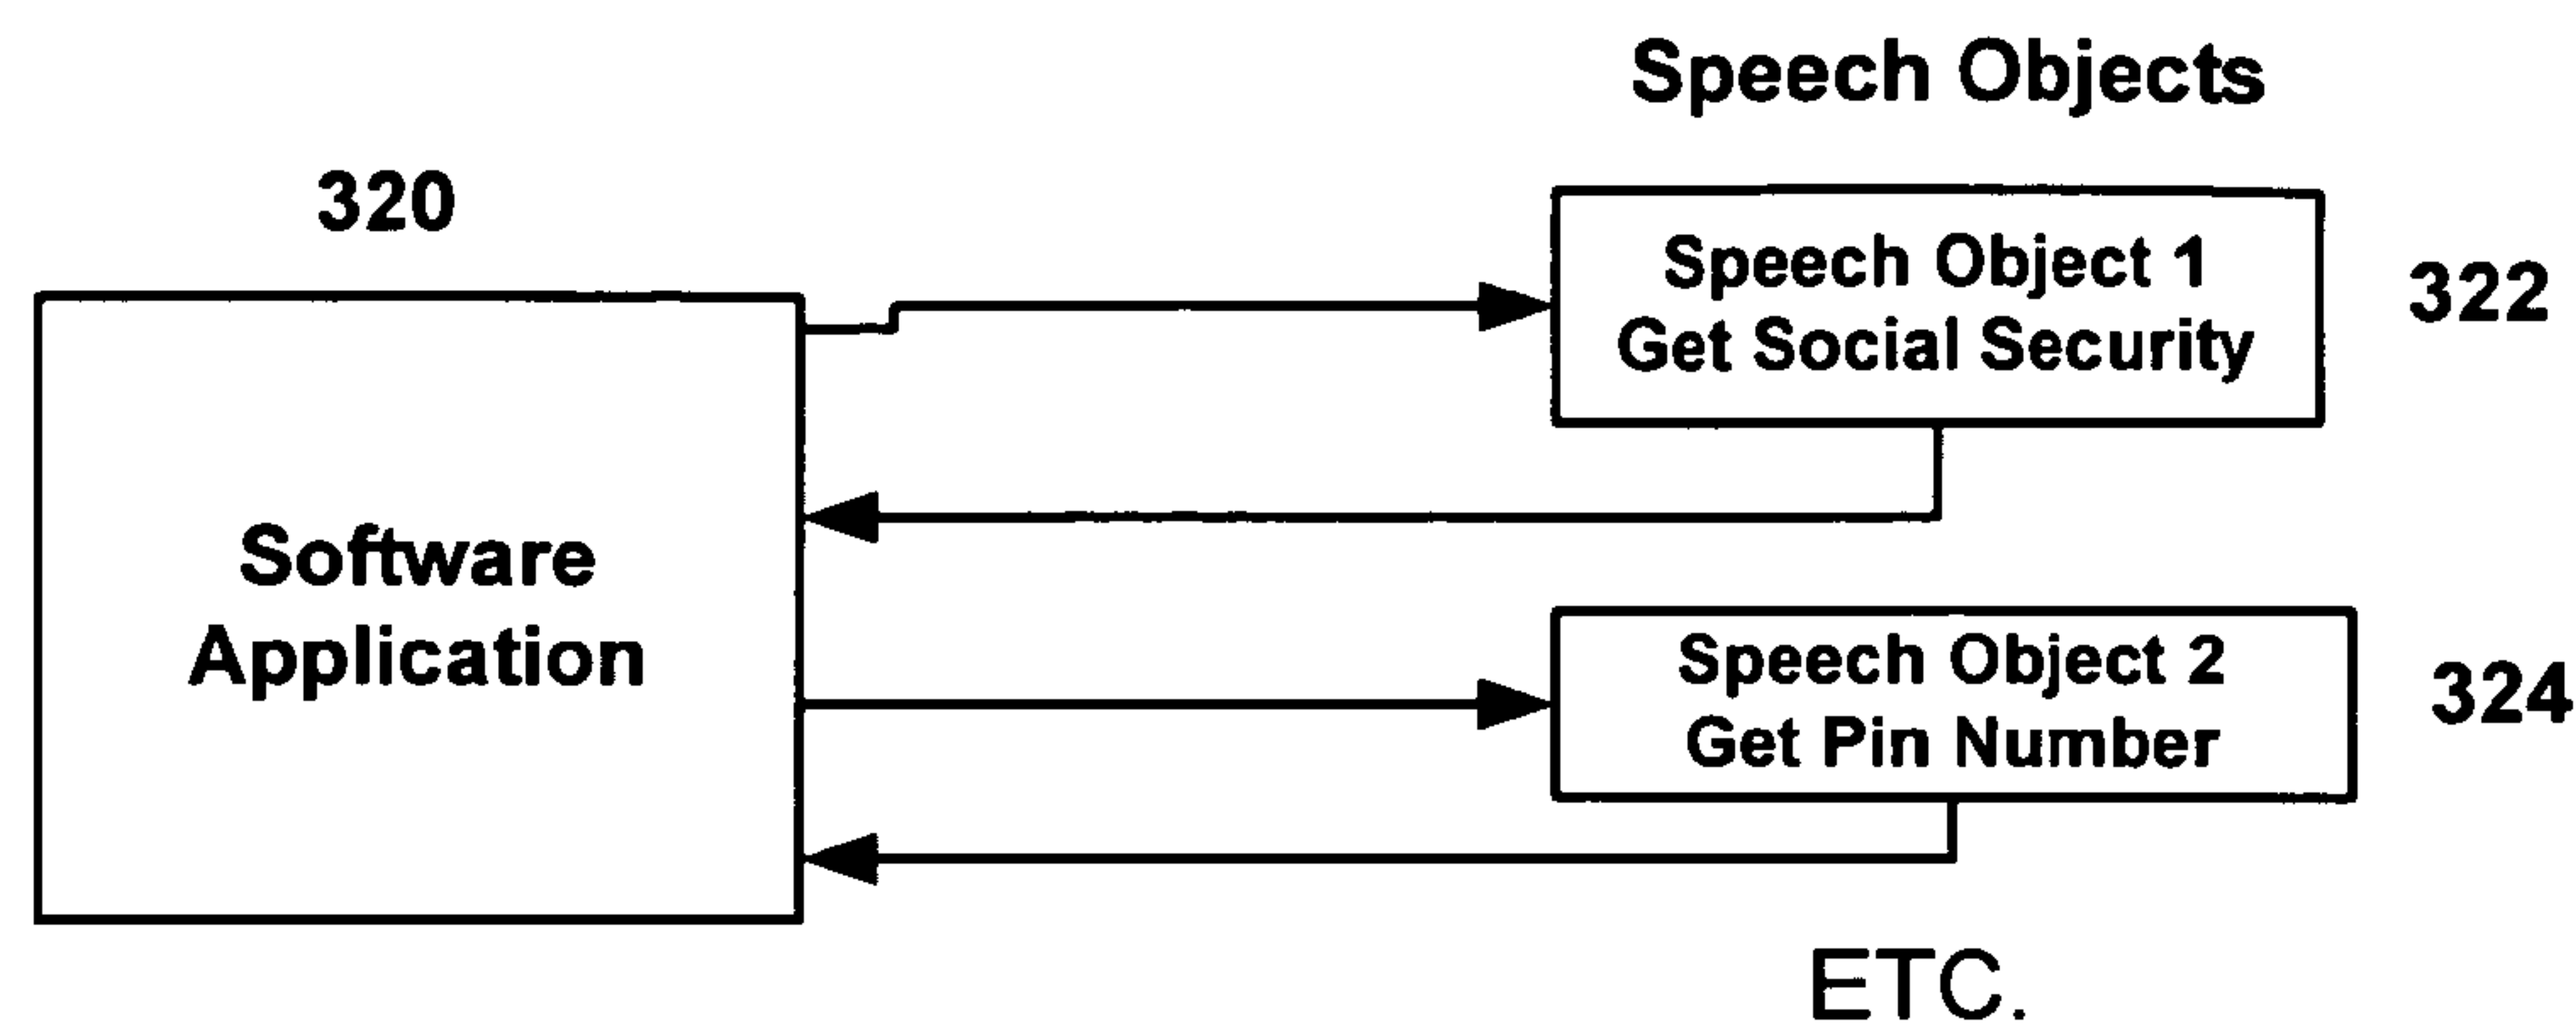 Speech Objects
320
Speech Object 1
Get Social Security
322
Software
Application
Speech Object 2
Get Pin Number
324
ETC.